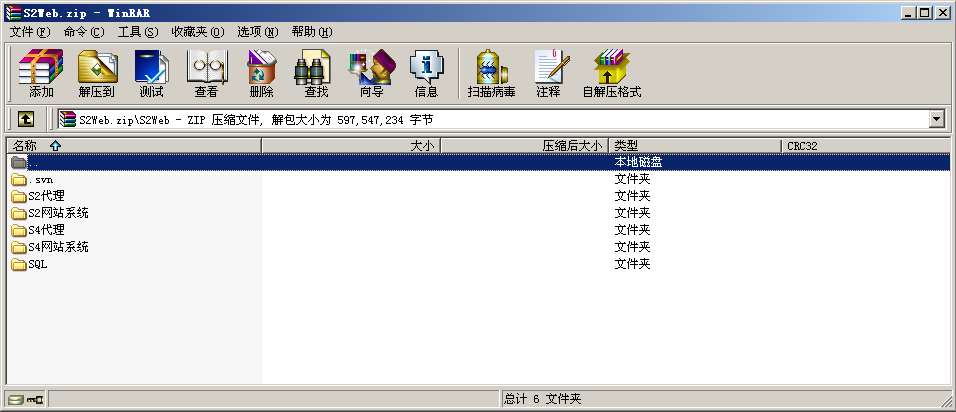 S2Web.zip - WinRAR
文件(F) 命令(C) 工具(S) 收藏夹(O) 选项(N) 帮助(H)
添加 解压到 测试 查看 删除 查找 向导 信息 扫描病毒 注释 自解压格式
S2Web.zip\S2Web - ZIP 压缩文件, 解包大小为 597,547,234 字节
名称 大小 压缩后大小 类型 CRC32
.. 本地磁盘
.svn 文件夹
S2代理 文件夹
S2网站系统 文件夹
S4代理 文件夹
S4网站系统 文件夹
SQL 文件夹
总计 6 文件夹